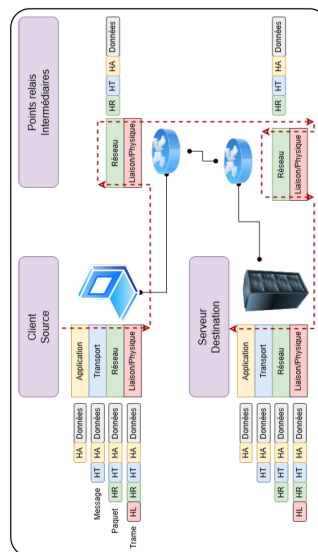 Client
Source
Points relais
Intermédiaires
HA Données Application
Message HT HA Données Transport
Paquet HR HT HA Données Réseau
Réseau HR HT HA Données
Trame HL HR HT HA Données Liaison/Physique
Liaison/Physique
Serveur
Destination
HA Données Application
HT HA Données Transport
HR HT HA Données Réseau
Réseau HR HT HA Données
HL HR HT HA Données Liaison/Physique
Liaison/Physique